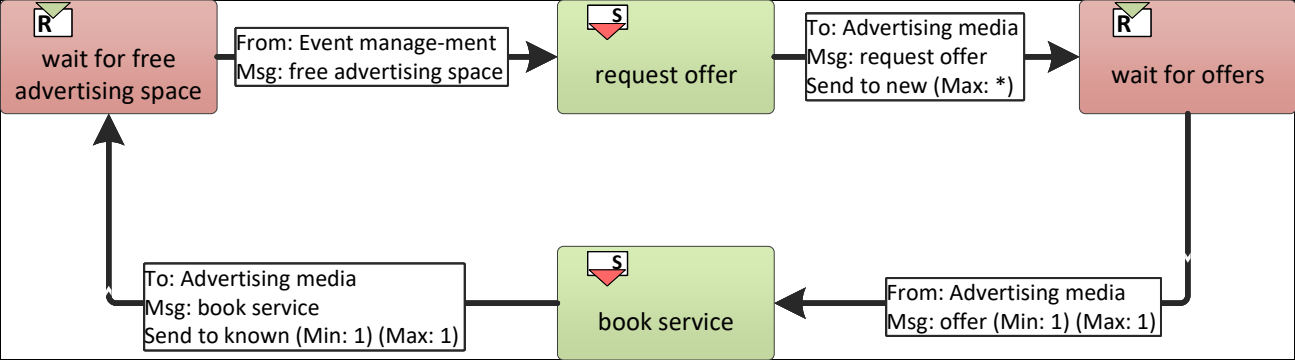 R
wait for free
advertising space
From: Event manage-ment
Msg: free advertising space
S
request offer
To: Advertising media
Msg: request offer
Send to new (Max: *)
R
wait for offers
To: Advertising media
Msg: book service
Send to known (Min: 1) (Max: 1)
S
book service
From: Advertising media
Msg: offer (Min: 1) (Max: 1)